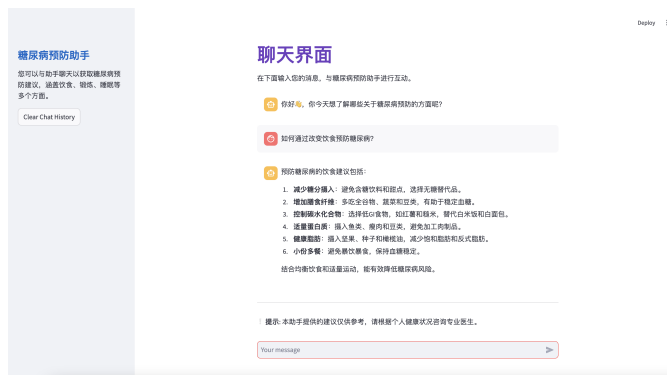 Deploy
糖尿病预防助手
您可以与助手聊天以获取糖尿病预
防建议，涵盖饮食、锻炼、睡眠等
多个方面。
Clear Chat History
聊天界面
在下面输入您的消息，与糖尿病预防助手进行互动。
你好👋，你今天想了解哪些关于糖尿病预防的方面呢？
如何通过改变饮食预防糖尿病？
预防糖尿病的饮食建议包括：
1. 减少糖分摄入：避免含糖饮料和甜点，选择无糖替代品。
2. 增加膳食纤维：多吃全谷物、蔬菜和豆类，有助于稳定血糖。
3. 控制碳水化合物：选择低GI食物，如红薯和糙米，替代白米饭和白面包。
4. 适量蛋白质：摄入鱼类、瘦肉和豆类，避免加工肉制品。
5. 健康脂肪：摄入坚果、种子和橄榄油，减少饱和脂肪和反式脂肪。
6. 小份多餐：避免暴饮暴食，保持血糖稳定。
结合均衡饮食和适量运动，能有效降低糖尿病风险。
提示: 本助手提供的建议仅供参考，请根据个人健康状况咨询专业医生。
Your message